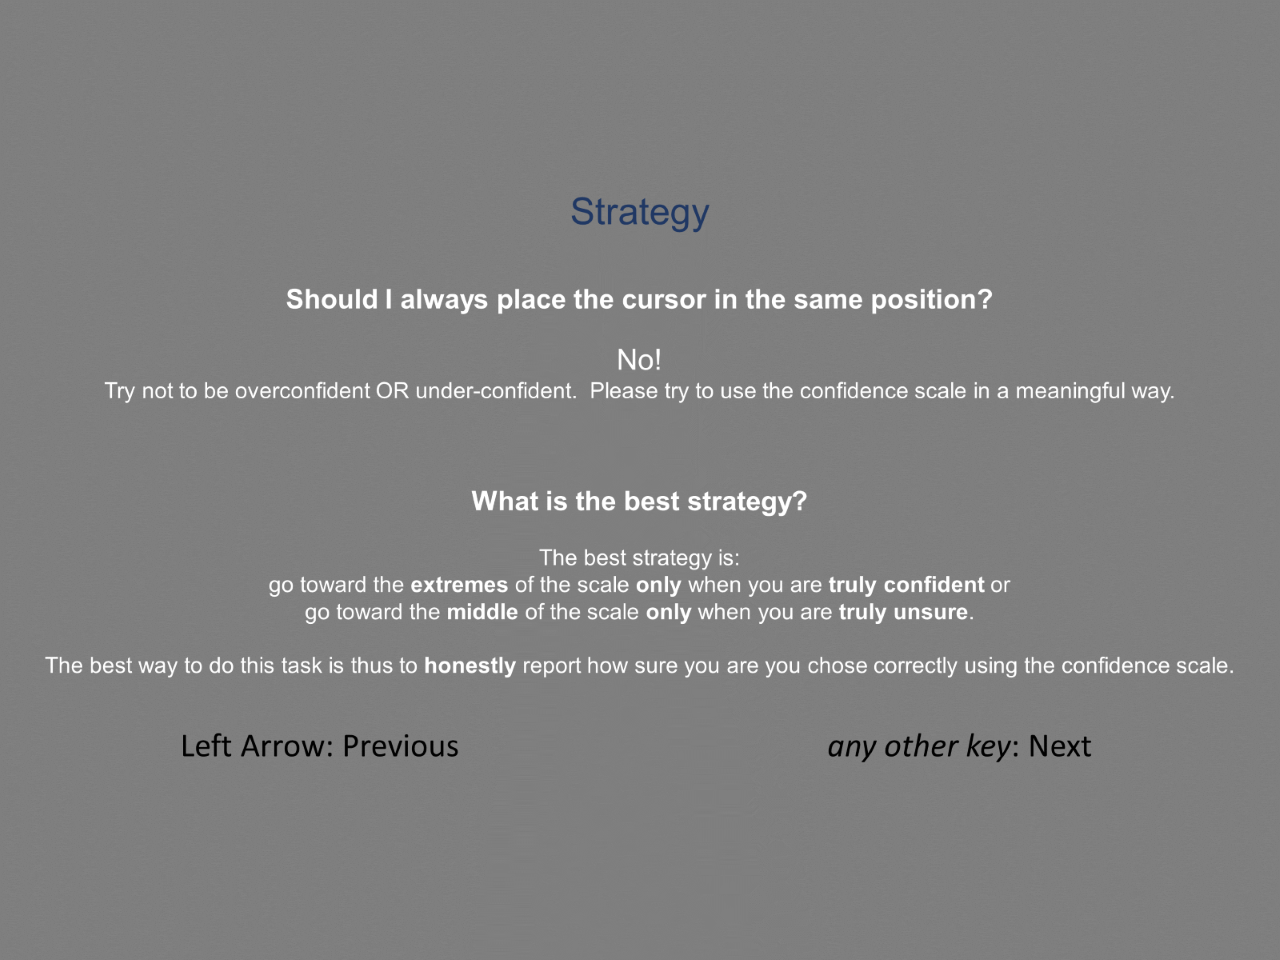 Strategy
Should I always place the cursor in the same position?
No!
Try not to be overconfident OR under-confident.  Please try to use the confidence scale in a meaningful way.
What is the best strategy?
The best strategy is:
go toward the extremes of the scale only when you are truly confident or
go toward the middle of the scale only when you are truly unsure.
The best way to do this task is thus to honestly report how sure you are you chose correctly using the confidence scale.
Left Arrow: Previous
any other key: Next